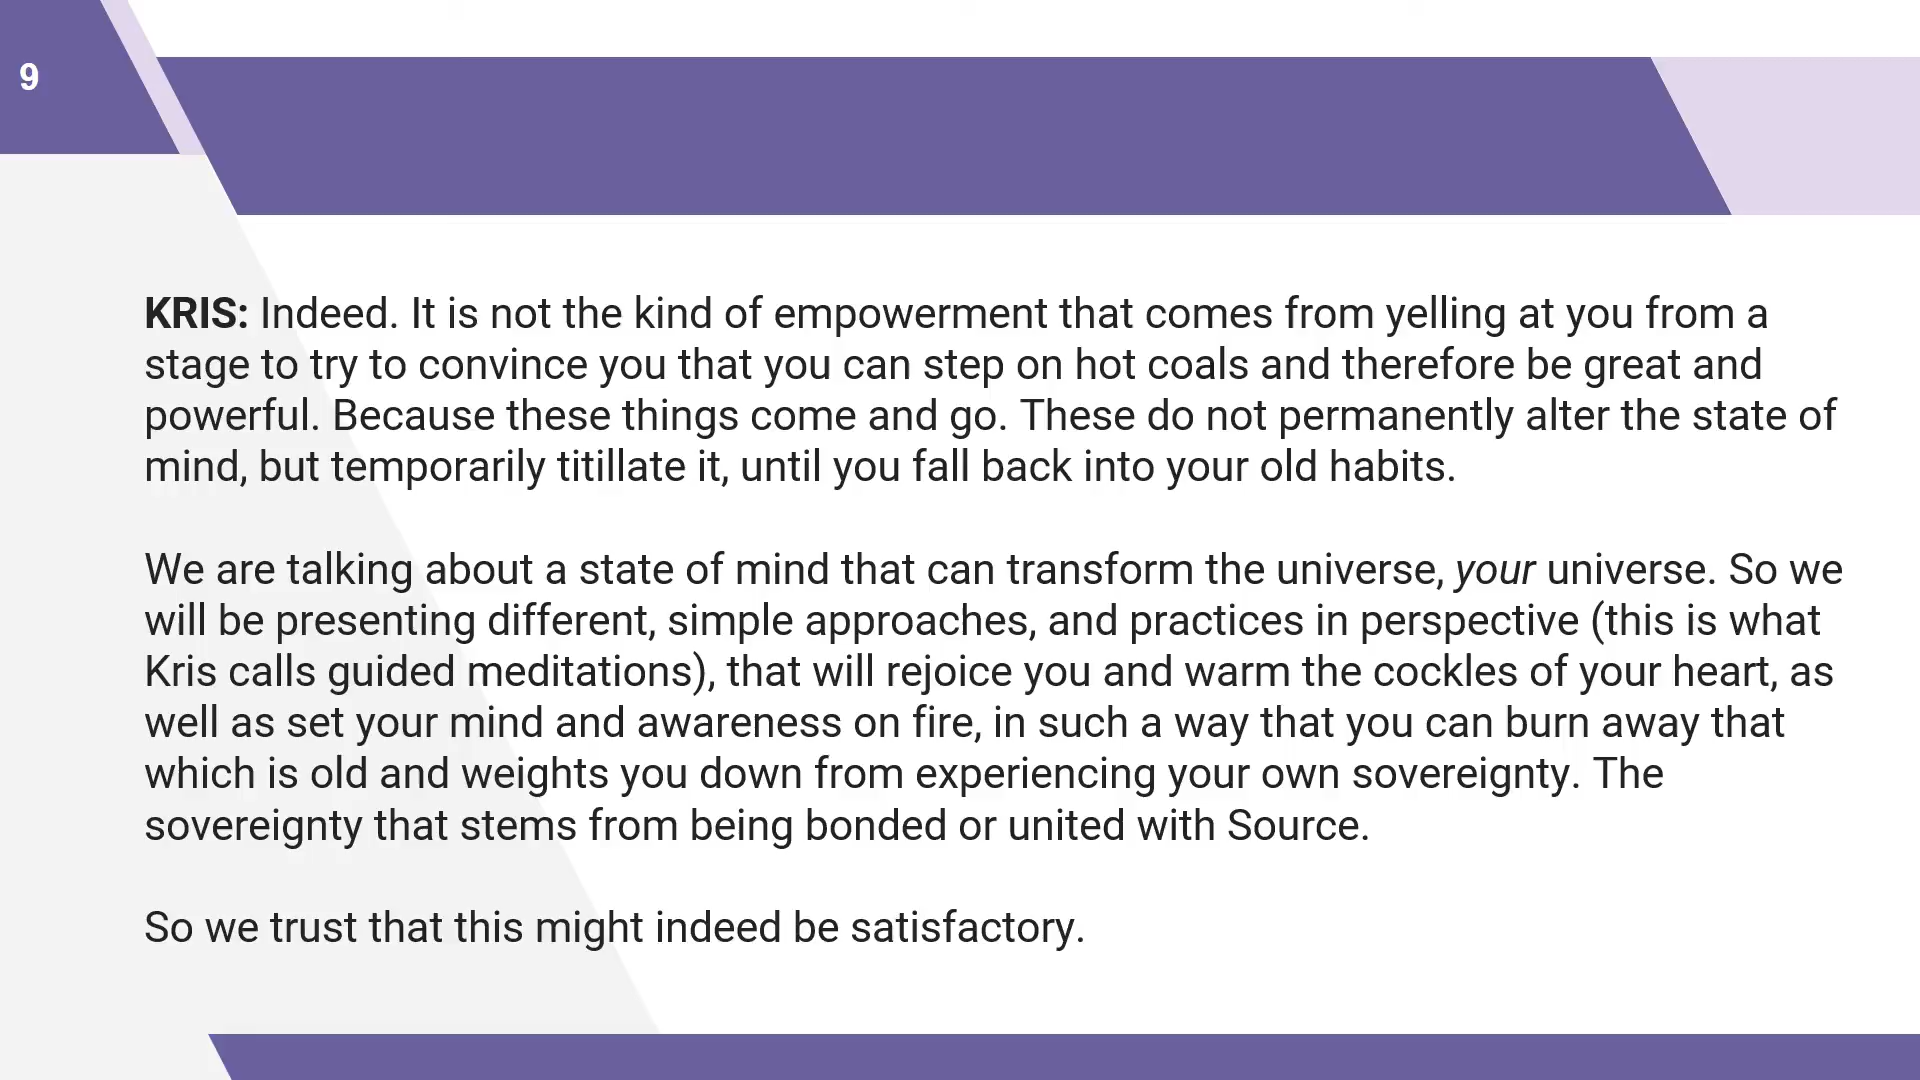 9
KRIS: Indeed. It is not the kind of empowerment that comes from yelling at you from a
stage to try to convince you that you can step on hot coals and therefore be great and
powerful. Because these things come and go. These do not permanently alter the state of
mind, but temporarily titillate it, until you fall back into your old habits.
We are talking about a state of mind that can transform the universe, your universe. So we
will be presenting different, simple approaches, and practices in perspective (this is what
Kris calls guided meditations), that will rejoice you and warm the cockles of your heart, as
well as set your mind and awareness on fire, in such a way that you can burn away that
which is old and weights you down from experiencing your own sovereignty. The
sovereignty that stems from being bonded or united with Source.
So we trust that this might indeed be satisfactory.